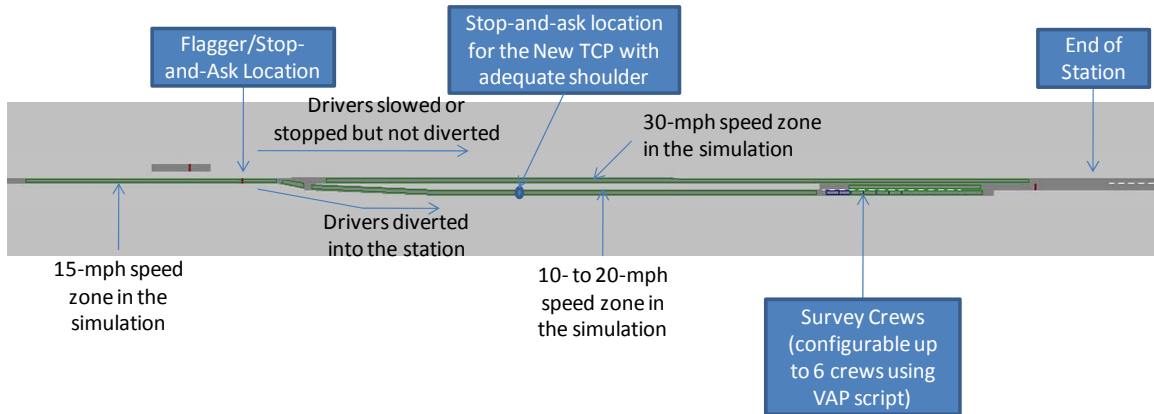 Flagger/Stop-
and-Ask Location
Stop-and-ask location
for the New TCP with
adequate shoulder
End of
Station
Drivers slowed or
stopped but not diverted
30-mph speed zone
in the simulation
Drivers diverted
into the station
15-mph speed
zone in the
simulation
10- to 20-mph
speed zone in
the simulation
Survey Crews
(configurable up
to 6 crews using
VAP script)